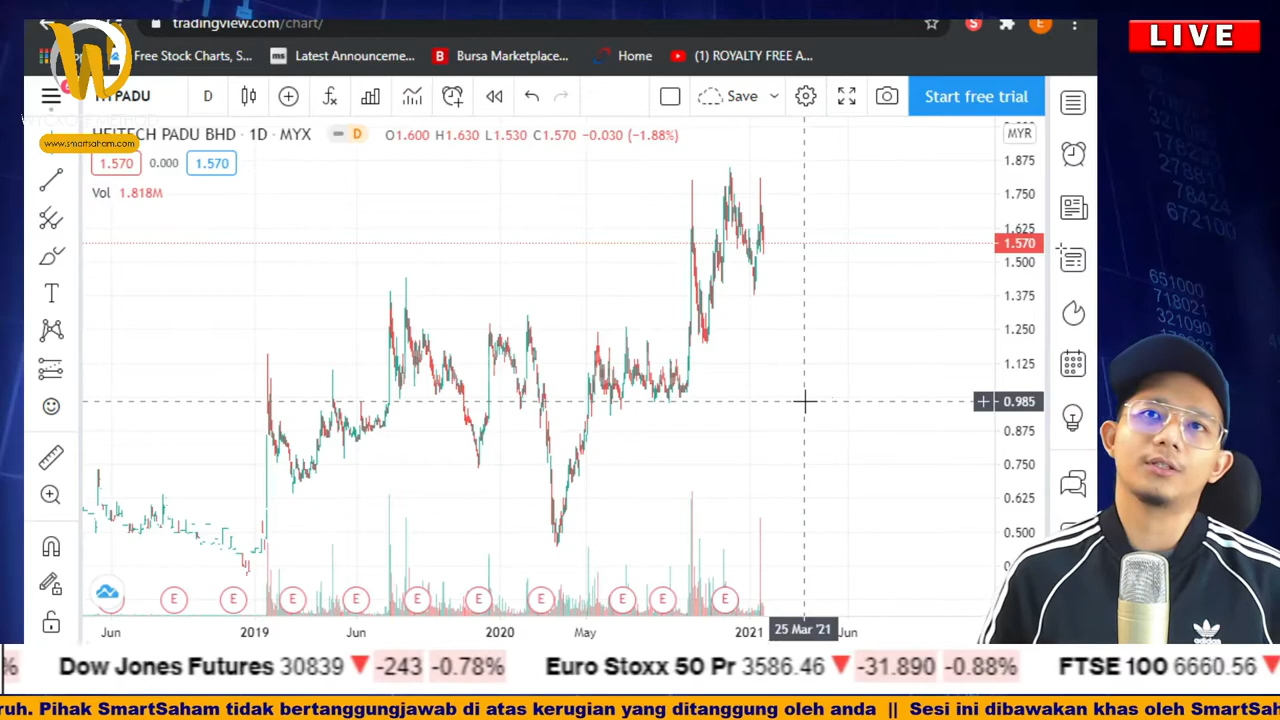 tradingview.com/chart/
LIVE
Free Stock Charts, S...
Latest Announceme...
Bursa Marketplace...
Home
(1) ROYALTY FREE A...
PADU
D
Save
Start free trial
HEITECH PADU BHD · 1D · MYX
D
O1.600 H1.630 L1.530 C1.570 -0.030 (-1.88%)
MYR
www.smartsaham.com
1.570
0.000
1.570
Vol 1.818M
1.875
1.750
1.625
1.570
1.500
1.375
1.250
1.125
0.985
0.875
0.750
0.625
0.500
E E E E E E E E E E
Jun
2019
Jun
2020
May
2021
25 Mar '21
Jun
Dow Jones Futures 30839 ▼ -243 -0.78%
Euro Stoxx 50 Pr 3586.46 ▼ -31.890 -0.88%
FTSE 100 6660.56 ▼
ruh. Pihak SmartSaham tidak bertanggungjawab di atas kerugian yang ditanggung oleh anda || Sesi ini dibawakan khas oleh SmartSa